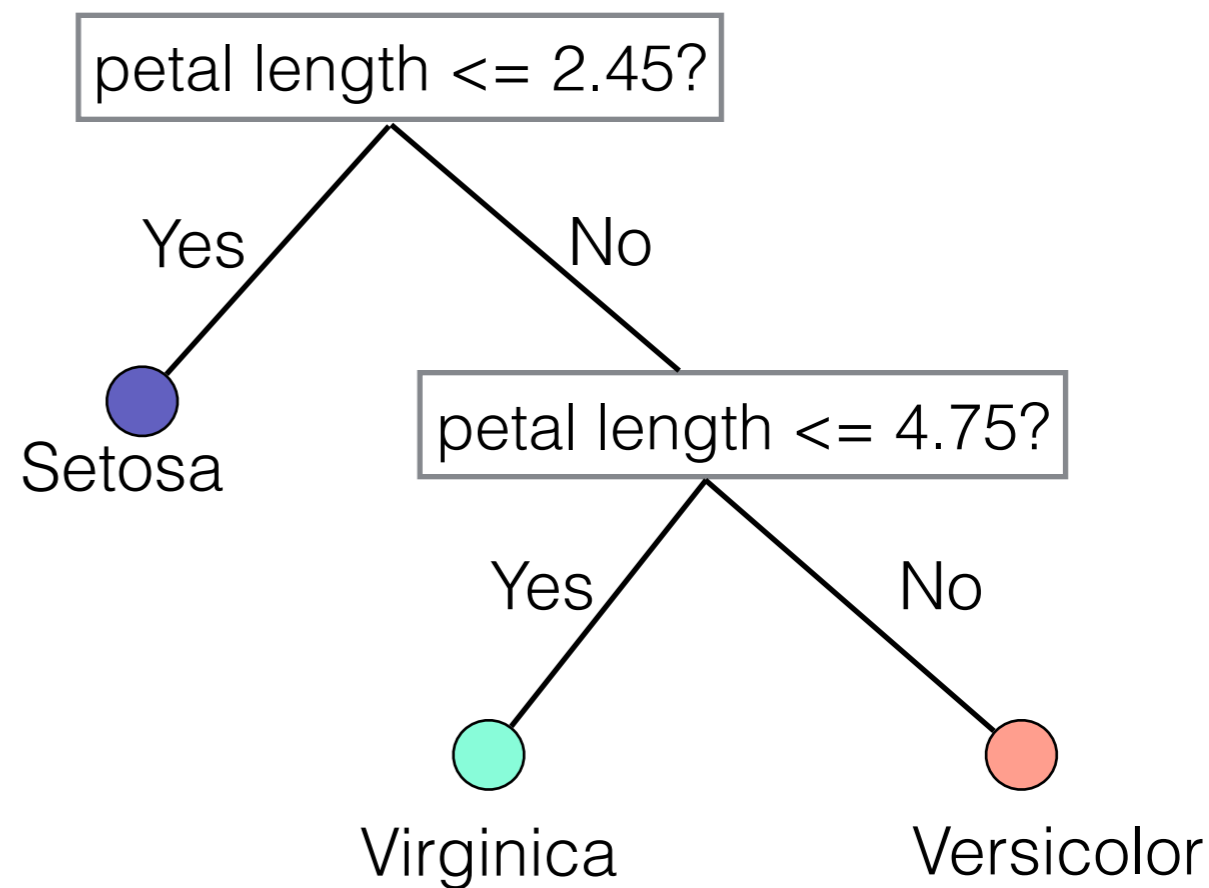 petal length <= 2.45?
Yes
No
Setosa
petal length <= 4.75?
Yes
No
Virginica
Versicolor